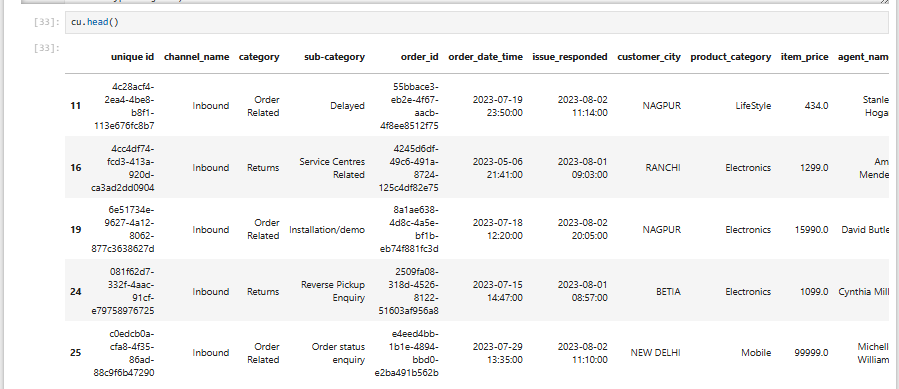 [33]: cu.head()
[33]:
unique id channel_name category sub-category order_id order_date_time issue_responded customer_city product_category item_price agent_nam
4c28acf4-
2ea4-4be8-
b8f1-
113e676fc8b7
11 Inbound Order
Related Delayed 55bbace3-
eb2e-4f67-
aacb-
4f8ee8512f75 2023-07-19
23:50:00 2023-08-02
11:14:00 NAGPUR LifeStyle 434.0 Stanle
Hoga
4cc4df74-
fcd3-413a-
920d-
ca3ad2dd0904
16 Inbound Returns Service Centres
Related 4245d6df-
49c6-491a-
8724-
125c4df82e75 2023-05-06
21:41:00 2023-08-01
09:03:00 RANCHI Electronics 1299.0 Am
Mende
6e51734e-
9627-4a12-
8062-
877c3638627d
19 Inbound Order
Related Installation/demo 8a1ae638-
4d8c-4a5e-
bf1b-
eb74f881fc3d 2023-07-18
12:20:00 2023-08-02
20:05:00 NAGPUR Electronics 15990.0 David Butle
081f62d7-
332f-4aac-
91cf-
e79758976725
24 Inbound Returns Reverse Pickup
Enquiry 2509fa08-
318d-4526-
8122-
51603af956a8 2023-07-15
14:47:00 2023-08-01
08:57:00 BETIA Electronics 1099.0 Cynthia Mill
c0edcb0a-
cfa8-4f35-
86ad-
88c9f6b47290
25 Inbound Order
Related Order status
enquiry e4eed4bb-
1b1e-4894-
bbd0-
e2ba491b562b 2023-07-29
13:35:00 2023-08-02
11:10:00 NEW DELHI Mobile 99999.0 Michell
William